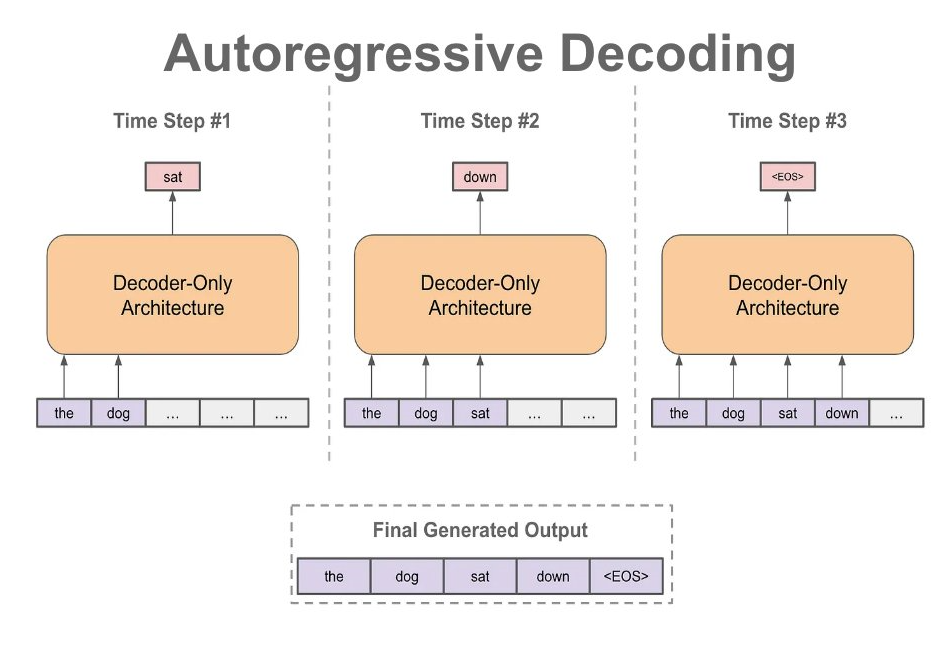 Autoregressive Decoding
Time Step #1
Time Step #2
Time Step #3
sat
down
<EOS>
Decoder-Only
Architecture
Decoder-Only
Architecture
Decoder-Only
Architecture
the dog ... ... ...
the dog sat ... ...
the dog sat down ...
Final Generated Output
the dog sat down <EOS>